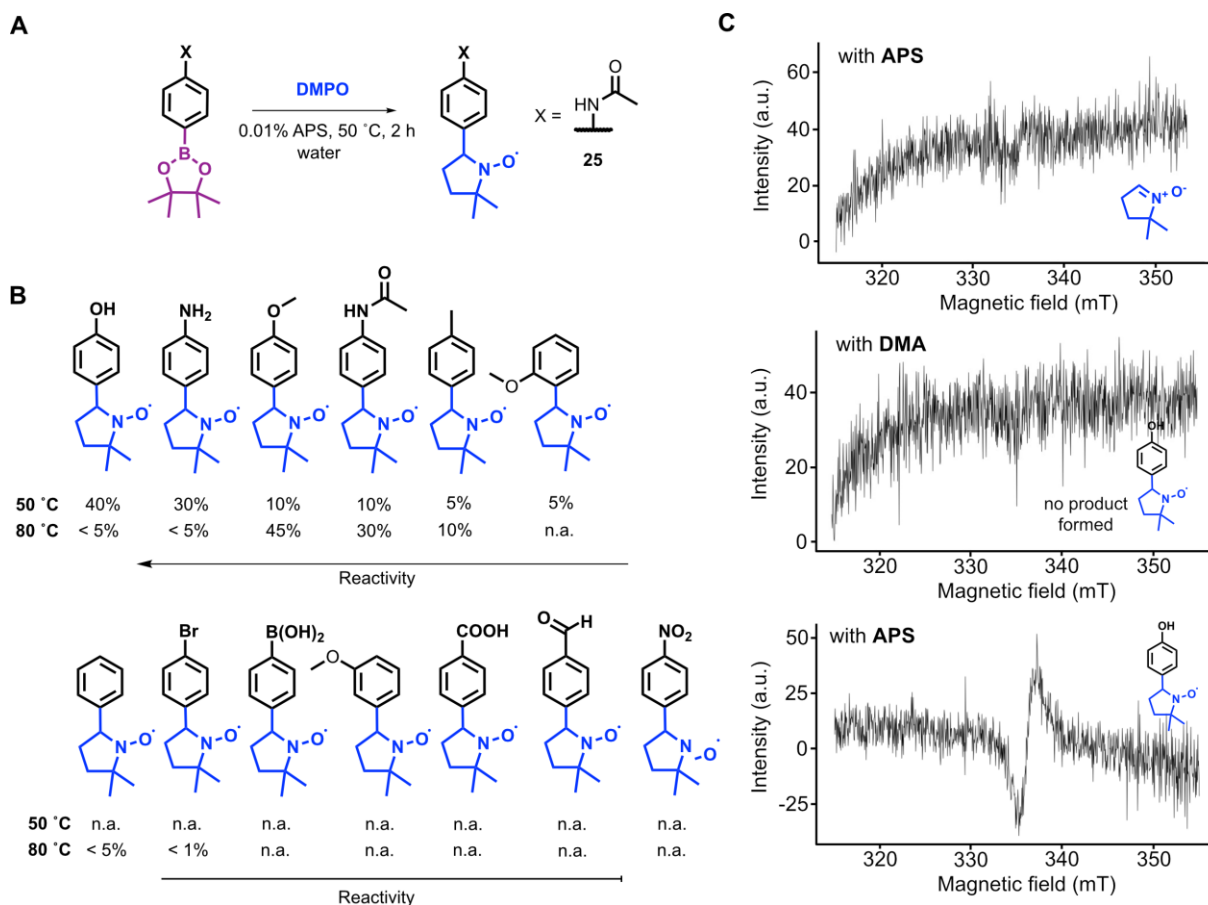 A
X
B
O
O
DMPO
0.01% APS, 50 ˚C, 2 h
water
X
N-O·
X =
O
HN
25
B
OH
NH₂
O
O
HN
O
N-O·
N-O·
N-O·
N-O·
N-O·
N-O·
50 ˚C 40% 30% 10% 10% 5% 5%
80 ˚C < 5% < 5% 45% 30% 10% n.a.
Reactivity
Br
B(OH)₂
O
COOH
O
H
NO₂
N-O·
N-O·
N-O·
N-O·
N-O·
N-O·
N-O·
50 ˚C n.a. n.a. n.a. n.a. n.a. n.a. n.a.
80 ˚C < 5% < 1% n.a. n.a. n.a. n.a. n.a.
Reactivity
C
with APS
Intensity (a.u.)
60
40
20
0
N⁺ O⁻
320 330 340 350
Magnetic field (mT)
with DMA
Intensity (a.u.)
40
20
0
OH
N-O·
no product
formed
320 330 340 350
Magnetic field (mT)
with APS
Intensity (a.u.)
50
25
0
-25
OH
N-O·
320 330 340 350
Magnetic field (mT)